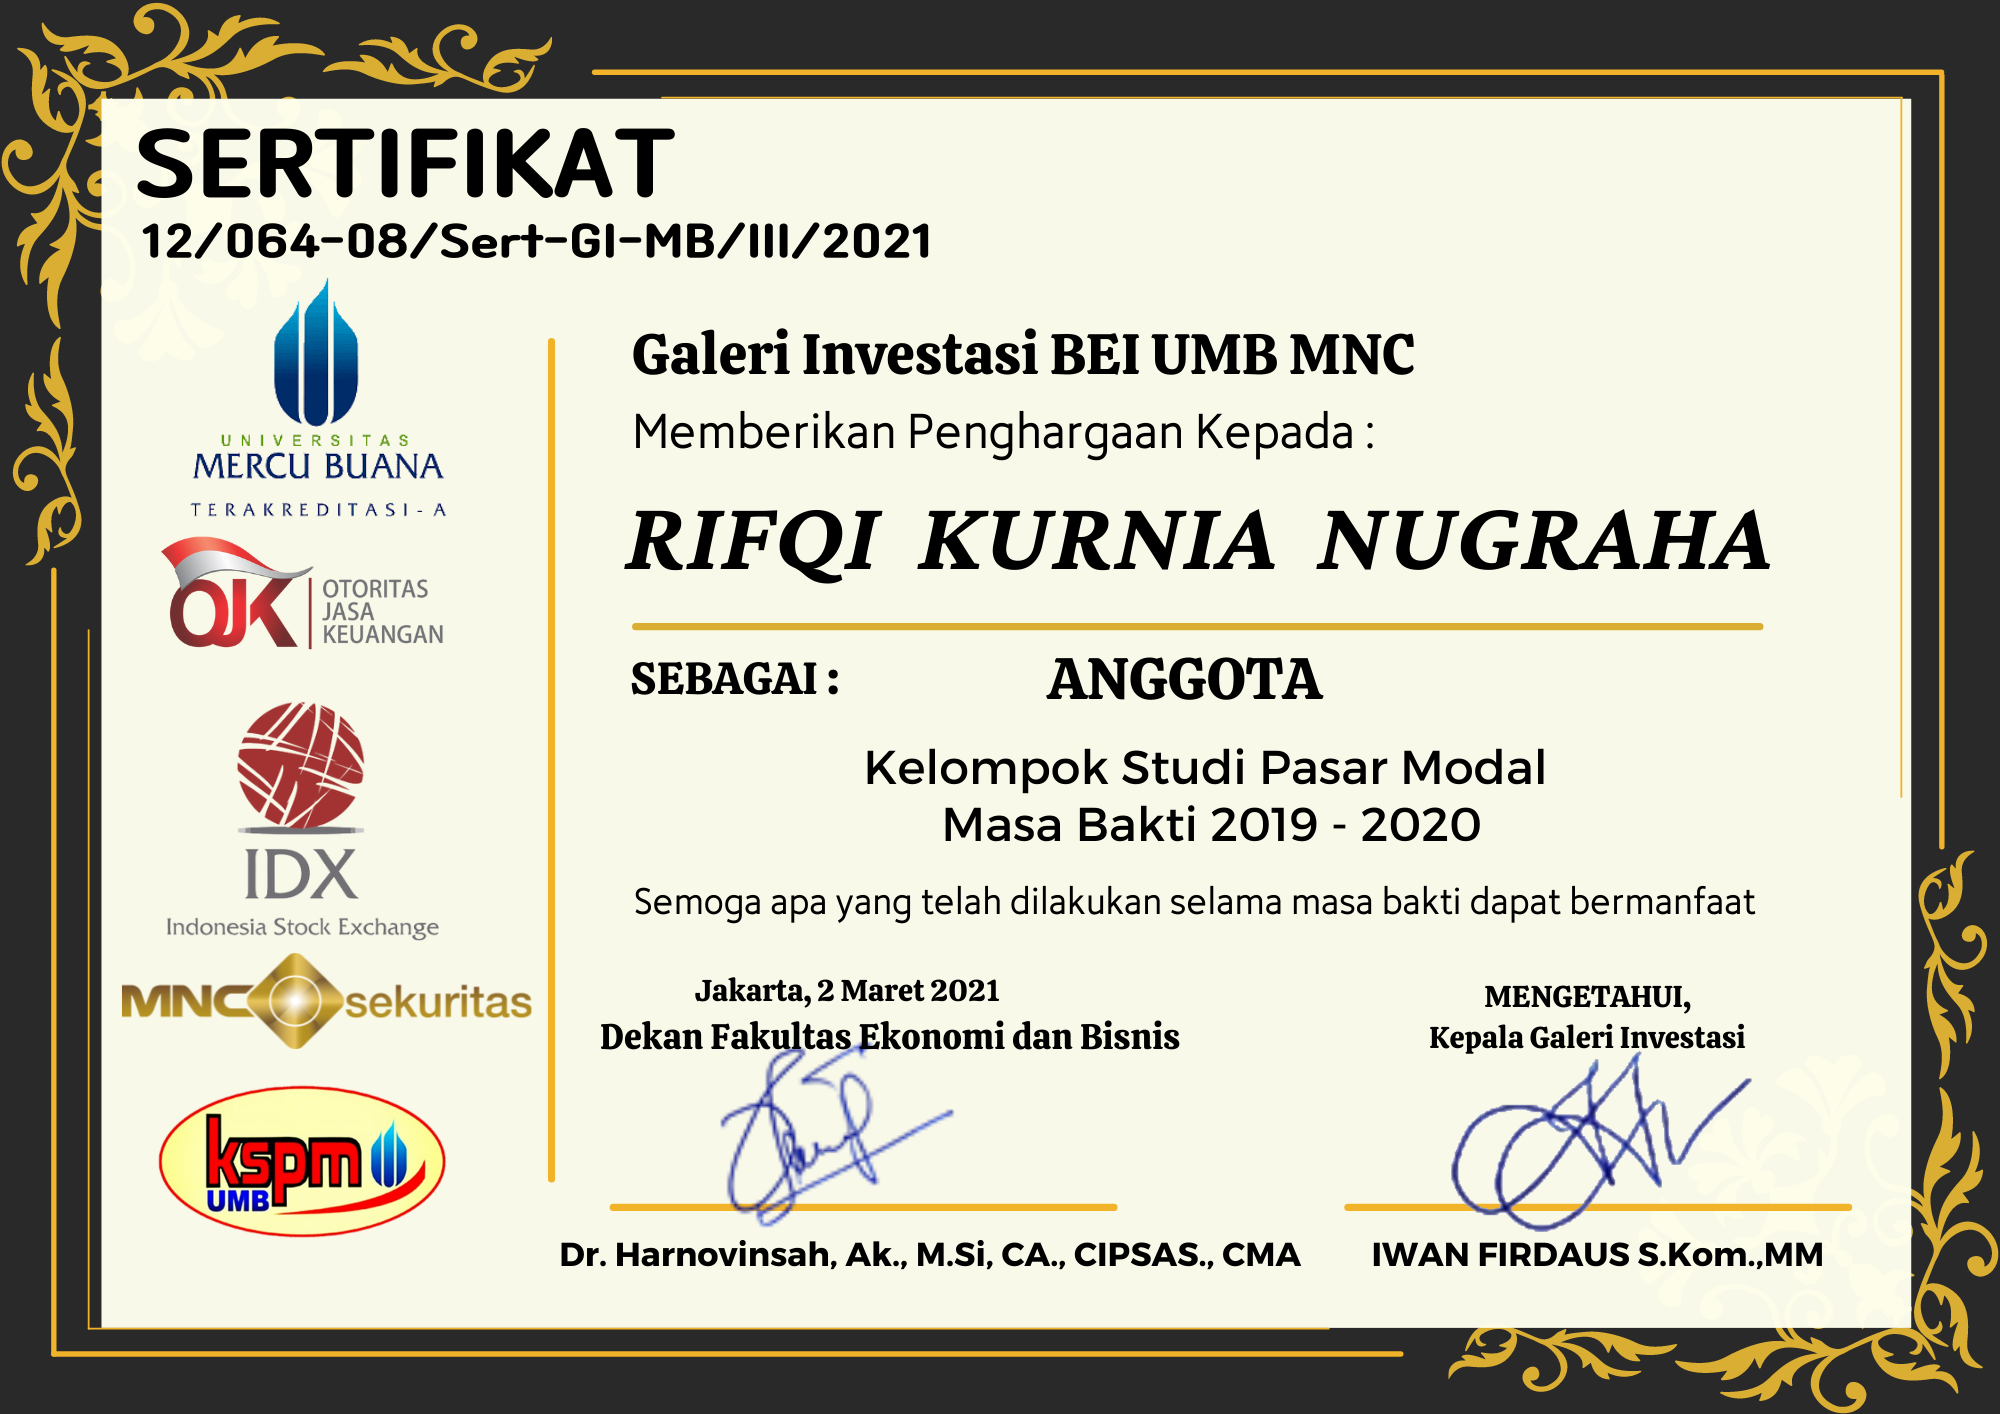 SERTIFIKAT
12/064-08/Sert-GI-MB/III/2021
UNIVERSITAS
MERCU BUANA
TERAKREDITASI - A
OJK
OTORITAS
JASA
KEUANGAN
IDX
Indonesia Stock Exchange
MNC sekuritas
kspm
UMB
Galeri Investasi BEI UMB MNC
Memberikan Penghargaan Kepada :
RIFQI KURNIA NUGRAHA
SEBAGAI : ANGGOTA
Kelompok Studi Pasar Modal
Masa Bakti 2019 - 2020
Semoga apa yang telah dilakukan selama masa bakti dapat bermanfaat
Jakarta, 2 Maret 2021
Dekan Fakultas Ekonomi dan Bisnis
Dr. Harnovinsah, Ak., M.Si, CA., CIPSAS., CMA
MENGETAHUI,
Kepala Galeri Investasi
IWAN FIRDAUS S.Kom.,MM